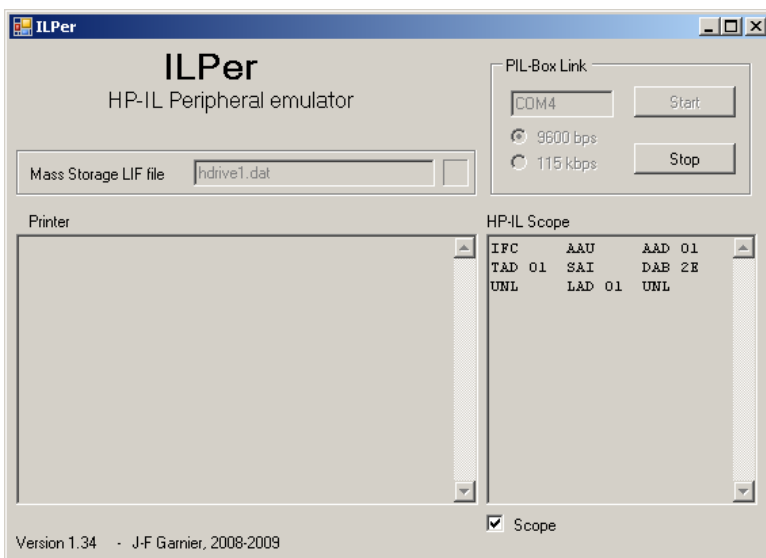 ILPer
ILPer
HP-IL Peripheral emulator
PIL-Box Link
COM4
Start
9600 bps
115 kbps
Stop
Mass Storage LIF file
hdrive1.dat
Printer
HP-IL Scope
IFC AAU AAD 01
TAD 01 SAI DAB 2E
UNL LAD 01 UNL
Scope
Version 1.34 - J-F Garnier, 2008-2009